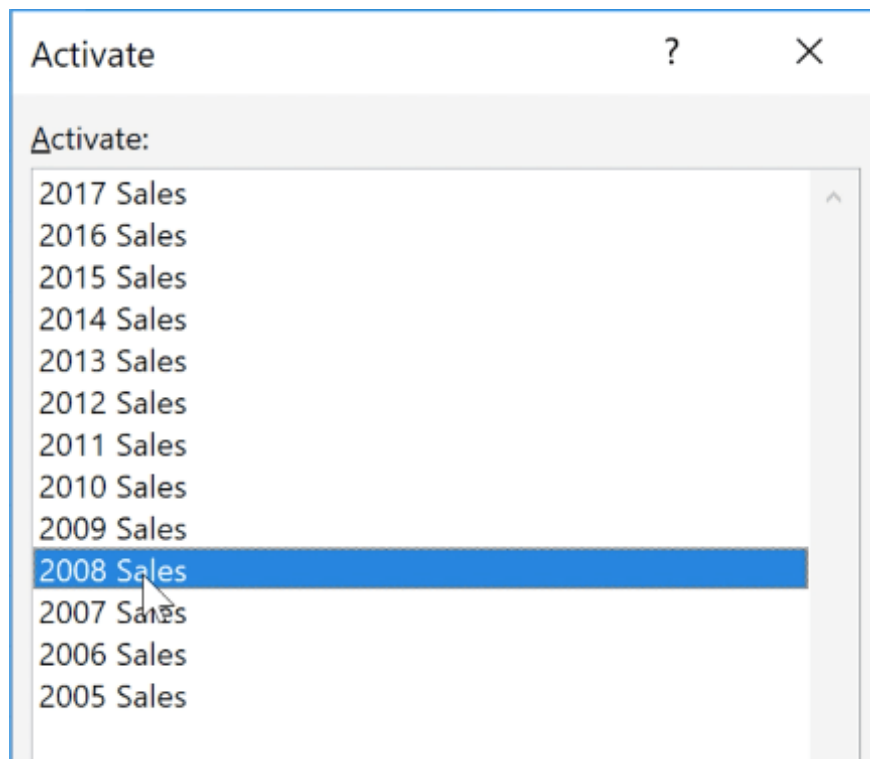 Activate ?
Activate:
2017 Sales
2016 Sales
2015 Sales
2014 Sales
2013 Sales
2012 Sales
2011 Sales
2010 Sales
2009 Sales
2008 Sales
2007 Sales
2006 Sales
2005 Sales